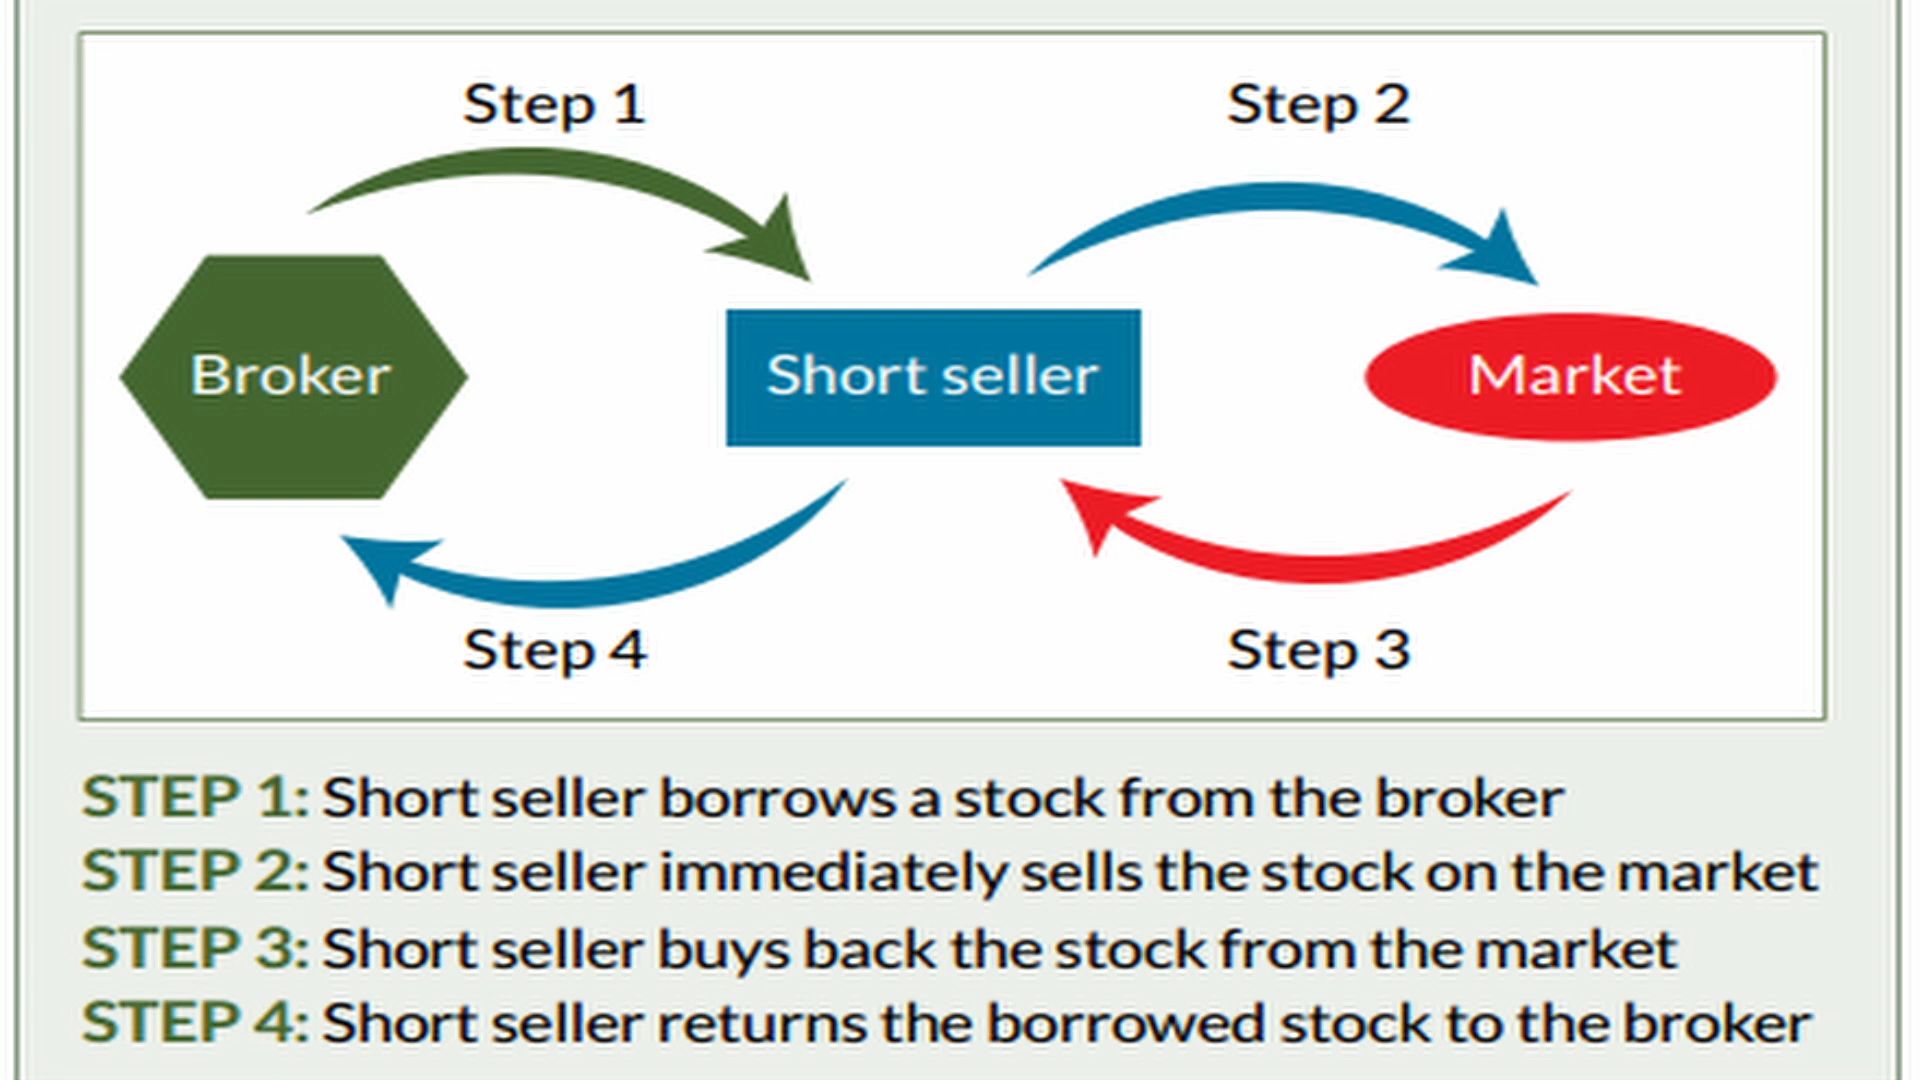 Step 1
Step 2
Broker
Short seller
Market
Step 4
Step 3
STEP 1: Short seller borrows a stock from the broker
STEP 2: Short seller immediately sells the stock on the market
STEP 3: Short seller buys back the stock from the market
STEP 4: Short seller returns the borrowed stock to the broker